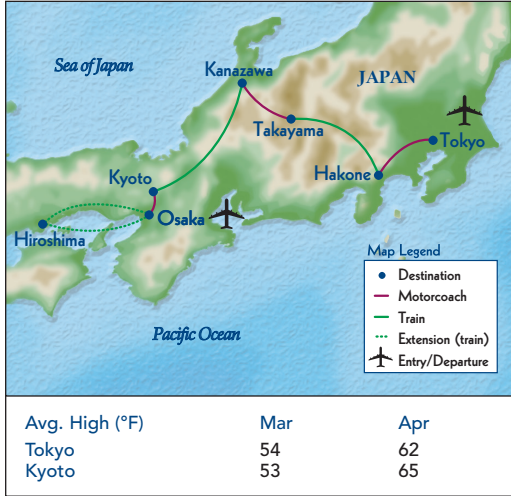 Sea of Japan
Kanazawa
JAPAN
Takayama
Tokyo
Hakone
Kyoto
Osaka
Hiroshima
Pacific Ocean
Map Legend
Destination
Motorcoach
Train
Extension (train)
Entry/Departure
Avg. High (°F) Mar Apr
Tokyo 54 62
Kyoto 53 65